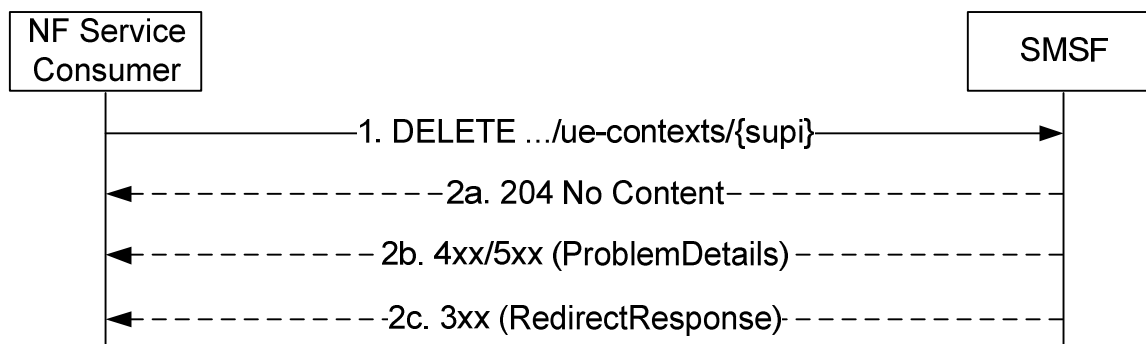 NF Service
Consumer
SMSF
1. DELETE .../ue-contexts/{supi}
2a. 204 No Content
2b. 4xx/5xx (ProblemDetails)
2c. 3xx (RedirectResponse)